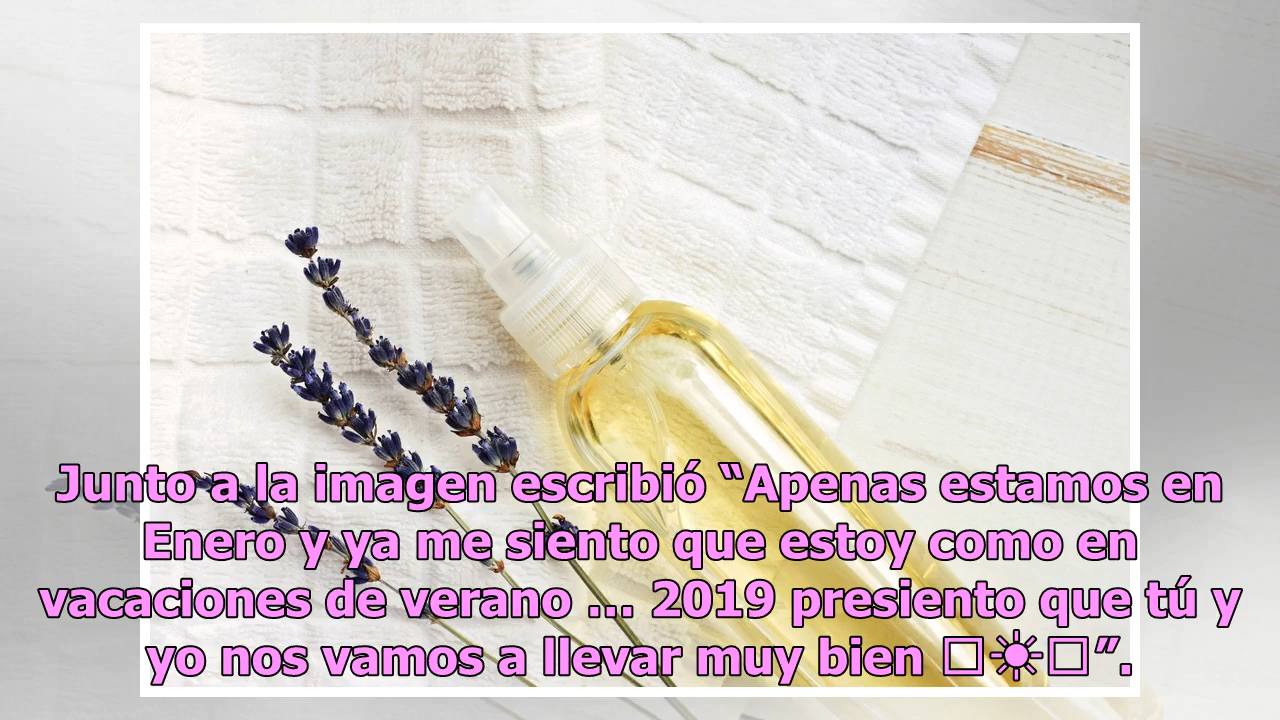 Junto a la imagen escribió “Apenas estamos en
Enero y ya me siento que estoy como en
vacaciones de verano ... 2019 presiento que tú y
yo nos vamos a llevar muy bien □☀□”.